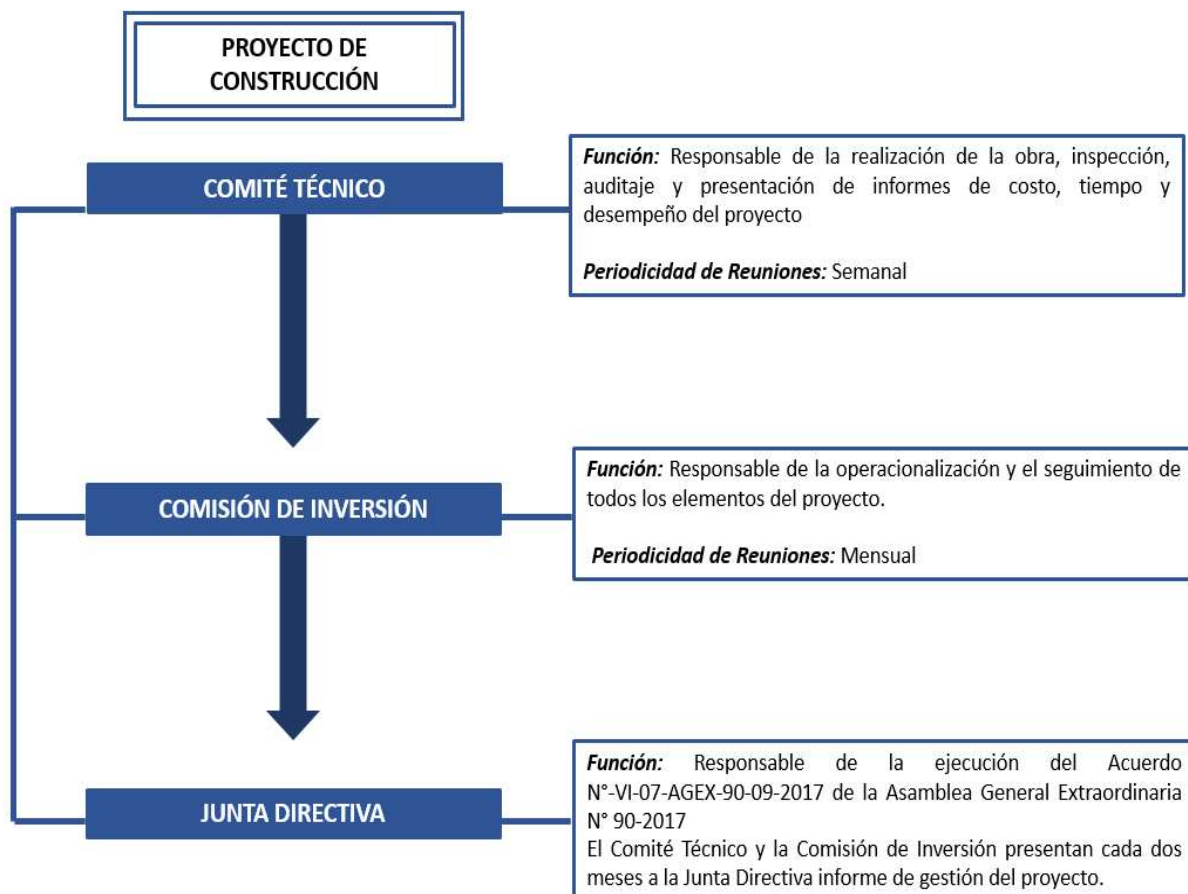 PROYECTO DE
CONSTRUCCIÓN
COMITÉ TÉCNICO
Función: Responsable de la realización de la obra, inspección,
auditaje y presentación de informes de costo, tiempo y
desempeño del proyecto
Periodicidad de Reuniones: Semanal
COMISIÓN DE INVERSIÓN
Función: Responsable de la operacionalización y el seguimiento de
todos los elementos del proyecto.
Periodicidad de Reuniones: Mensual
JUNTA DIRECTIVA
Función: Responsable de la ejecución del Acuerdo
N°-VI-07-AGEX-90-09-2017 de la Asamblea General Extraordinaria
N° 90-2017
El Comité Técnico y la Comisión de Inversión presentan cada dos
meses a la Junta Directiva informe de gestión del proyecto.